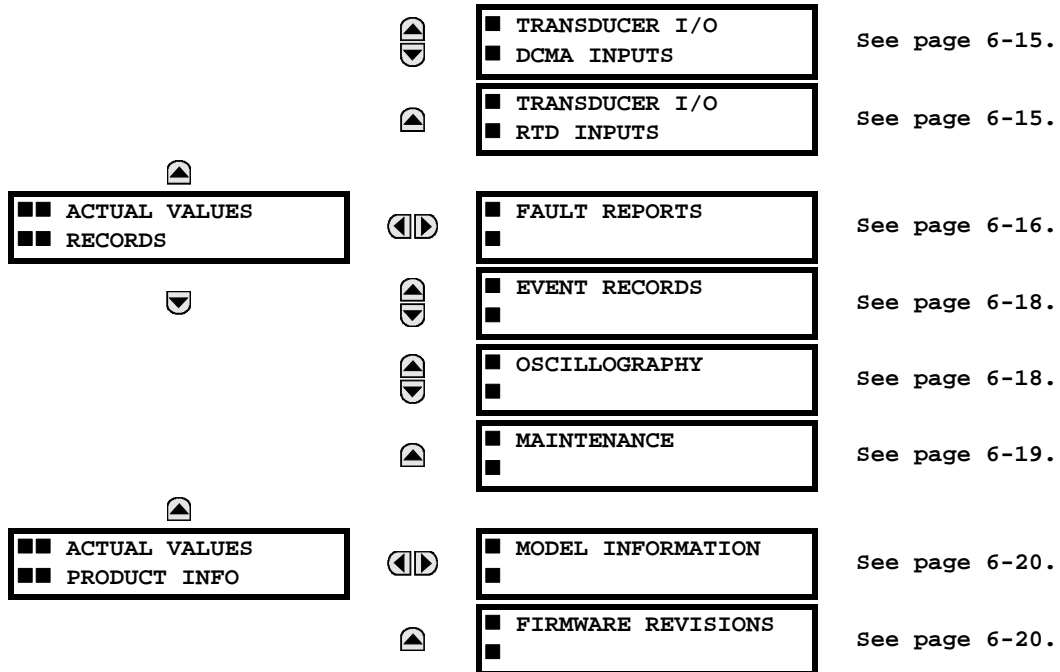 ■ TRANSDUCER I/O
■ DCMA INPUTS
See page 6-15.
■ TRANSDUCER I/O
■ RTD INPUTS
See page 6-15.
■■ ACTUAL VALUES
■■ RECORDS
■ FAULT REPORTS
■
See page 6-16.
■ EVENT RECORDS
■
See page 6-18.
■ OSCILLOGRAPHY
■
See page 6-18.
■ MAINTENANCE
■
See page 6-19.
■■ ACTUAL VALUES
■■ PRODUCT INFO
■ MODEL INFORMATION
■
See page 6-20.
■ FIRMWARE REVISIONS
■
See page 6-20.